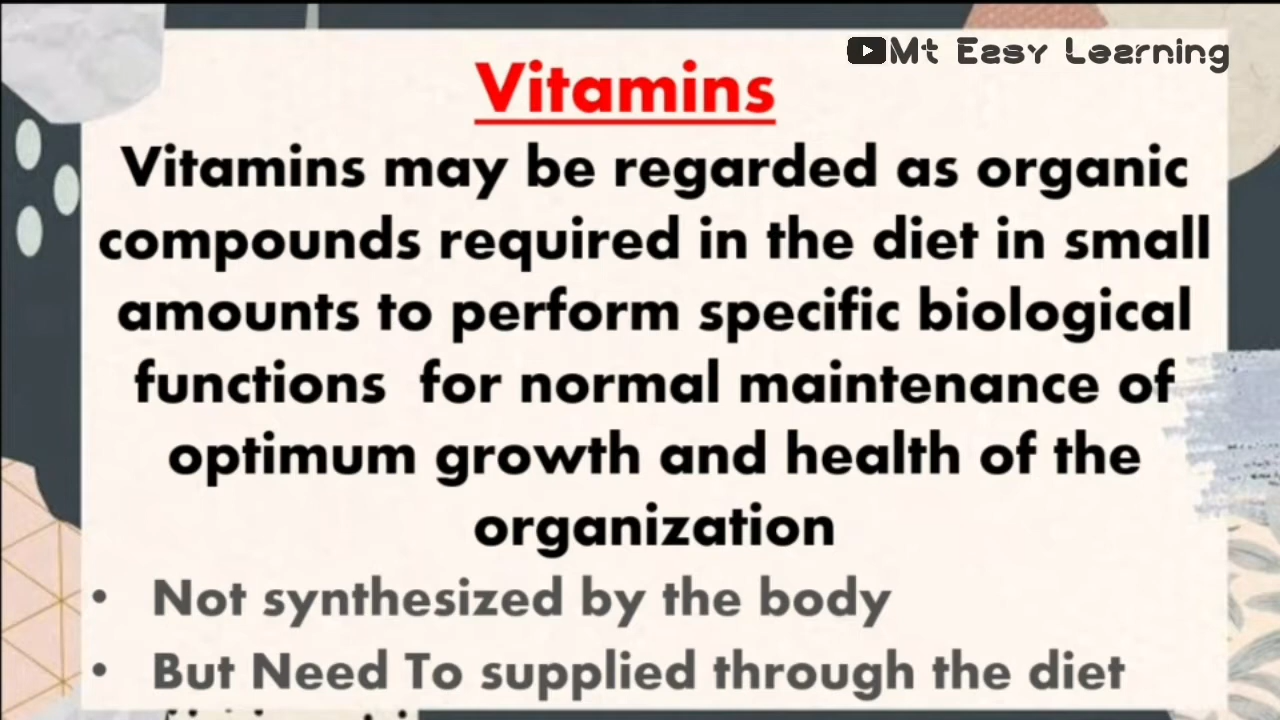 Mt Easy Learning
Vitamins
Vitamins may be regarded as organic
compounds required in the diet in small
amounts to perform specific biological
functions for normal maintenance of
optimum growth and health of the
organization
• Not synthesized by the body
• But Need To supplied through the diet